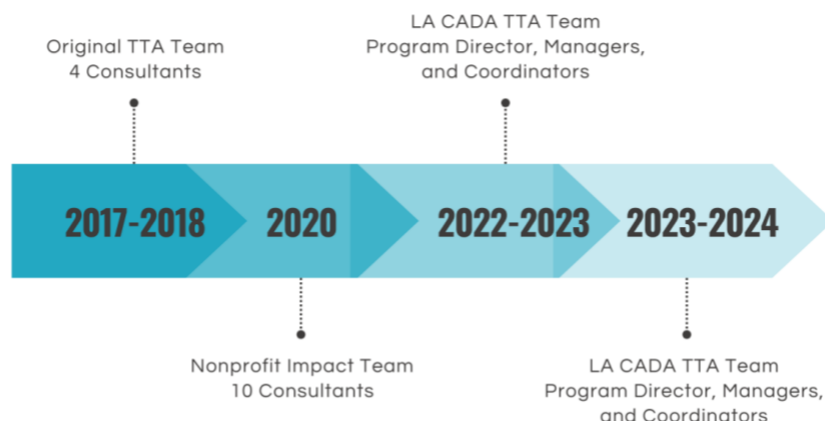 LA CADA TTA Team
Program Director, Managers,
and Coordinators
Original TTA Team
4 Consultants
2017-2018
2020
2022-2023
2023-2024
Nonprofit Impact Team
10 Consultants
LA CADA TTA Team
Program Director, Managers,
and Coordinators